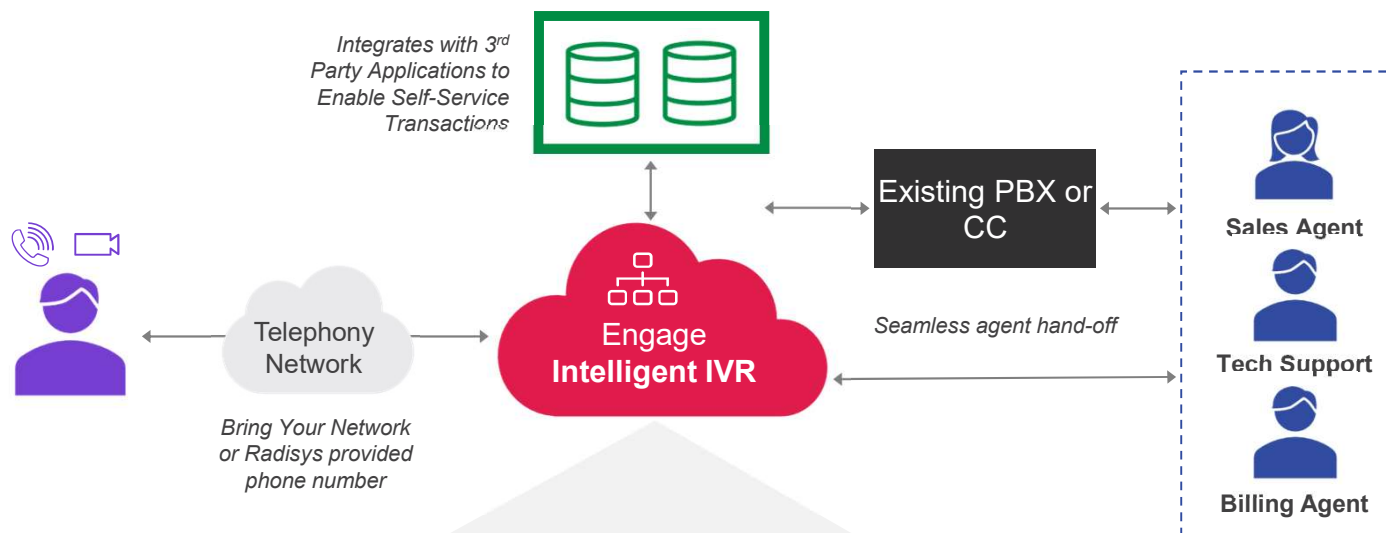 Integrates with 3rd
Party Applications to
Enable Self-Service
Transactions
Existing PBX or
CC
Sales Agent
Telephony
Network
Engage
Intelligent IVR
Seamless agent hand-off
Tech Support
Bring Your Network
or Radisys provided
phone number
Billing Agent